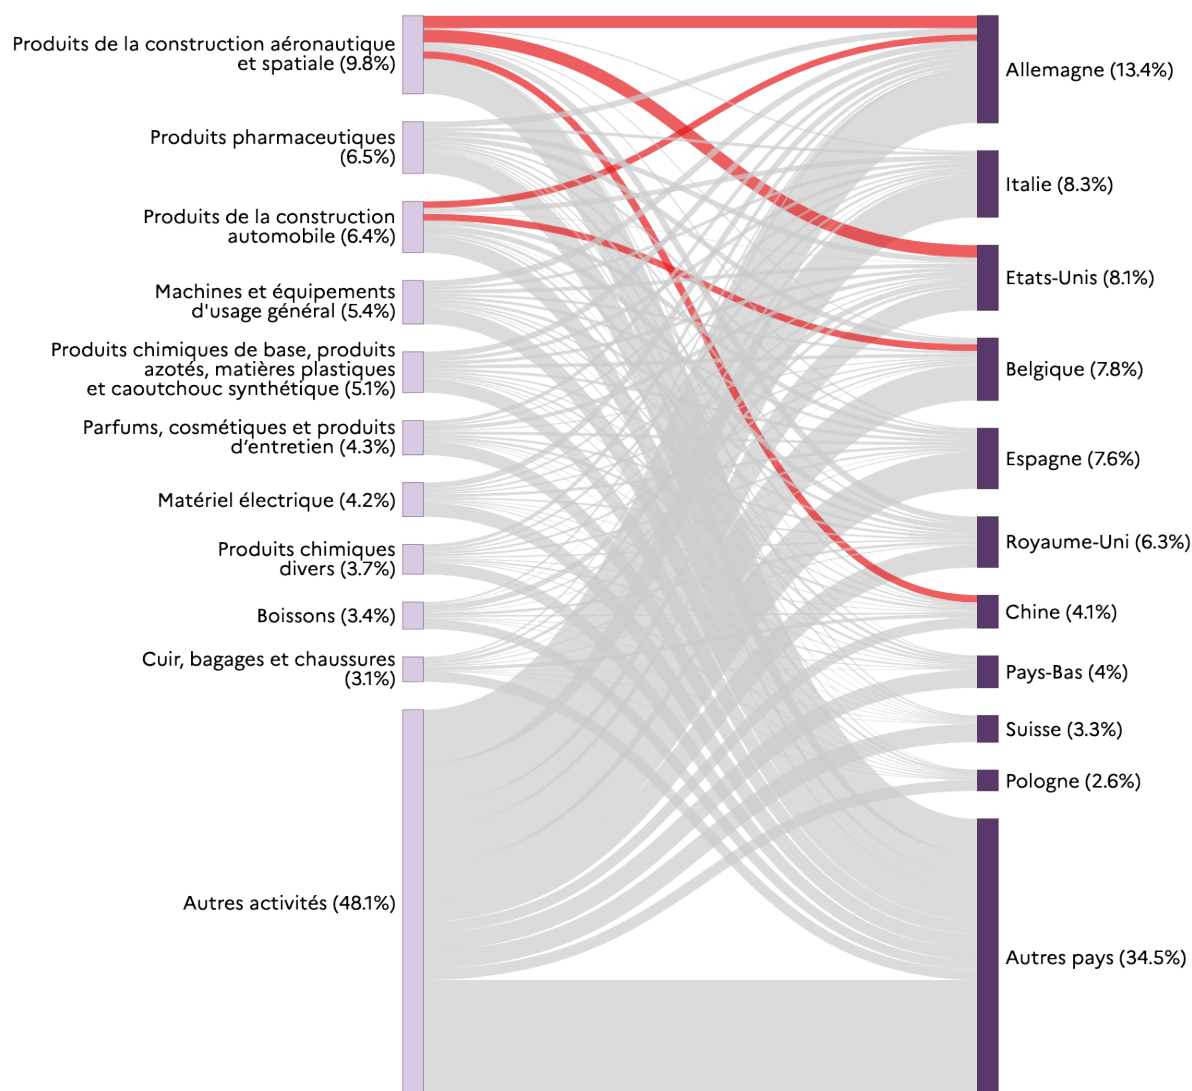 Produits de la construction aéronautique
et spatiale (9.8%)
Produits pharmaceutiques
(6.5%)
Produits de la construction
automobile (6.4%)
Machines et équipements
d'usage général (5.4%)
Produits chimiques de base, produits
azotés, matières plastiques
et caoutchouc synthétique (5.1%)
Parfums, cosmétiques et produits
d’entretien (4.3%)
Matériel électrique (4.2%)
Produits chimiques
divers (3.7%)
Boissons (3.4%)
Cuir, bagages et chaussures
(3.1%)
Autres activités (48.1%)
Allemagne (13.4%)
Italie (8.3%)
Etats-Unis (8.1%)
Belgique (7.8%)
Espagne (7.6%)
Royaume-Uni (6.3%)
Chine (4.1%)
Pays-Bas (4%)
Suisse (3.3%)
Pologne (2.6%)
Autres pays (34.5%)